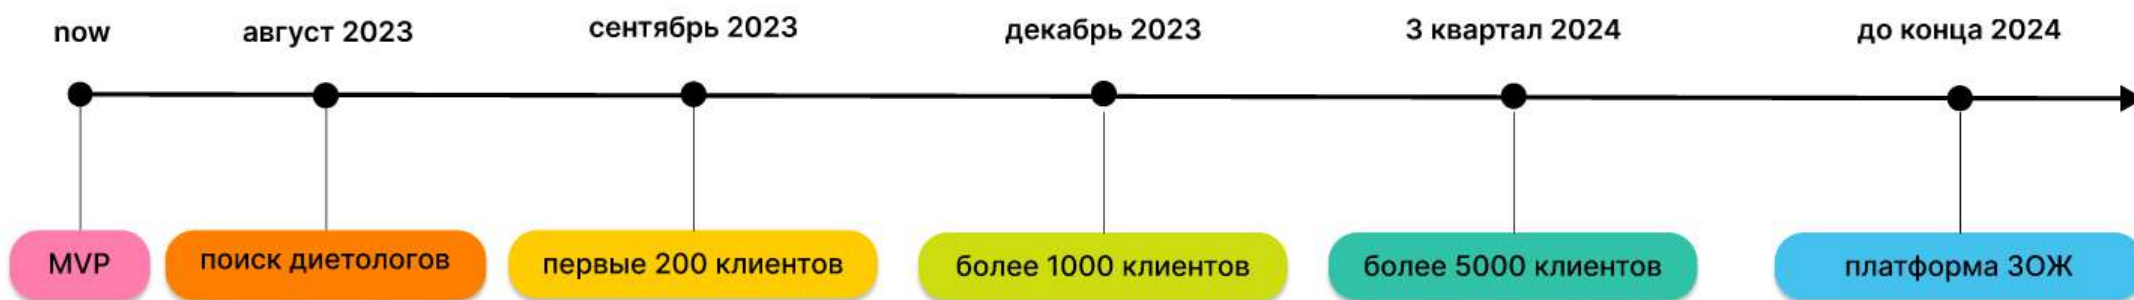 now
август 2023
сентябрь 2023
декабрь 2023
3 квартал 2024
до конца 2024
MVP
поиск диетологов
первые 200 клиентов
более 1000 клиентов
более 5000 клиентов
платформа ЗОЖ